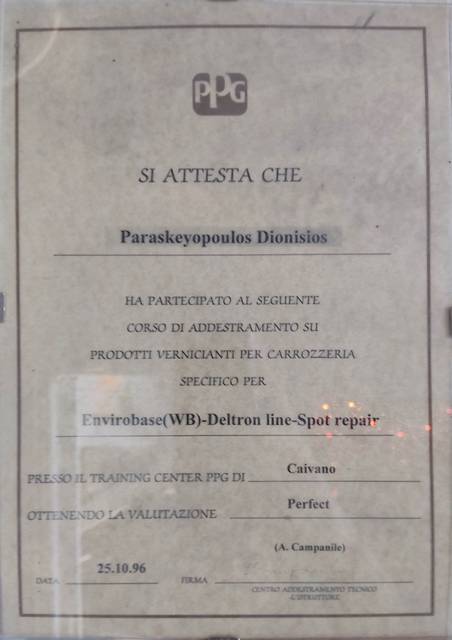 PPG
SI ATTESTA CHE
Paraskeyopoulos Dionisios
HA PARTECIPATO AL SEGUENTE
CORSO DI ADDESTRAMENTO SU
PRODOTTI VERNICIANTI PER CARROZZERIA
SPECIFICO PER
Envirobase(WB)-Deltron line-Spot repair
PRESSO IL TRAINING CENTER PPG DI Caivano
OTTENENDO LA VALUTAZIONE Perfect
(A. Campanile)
DATA 25.10.96 FIRMA
CENTRO ADDESTRAMENTO TECNICO
L'ISTRUTTORE